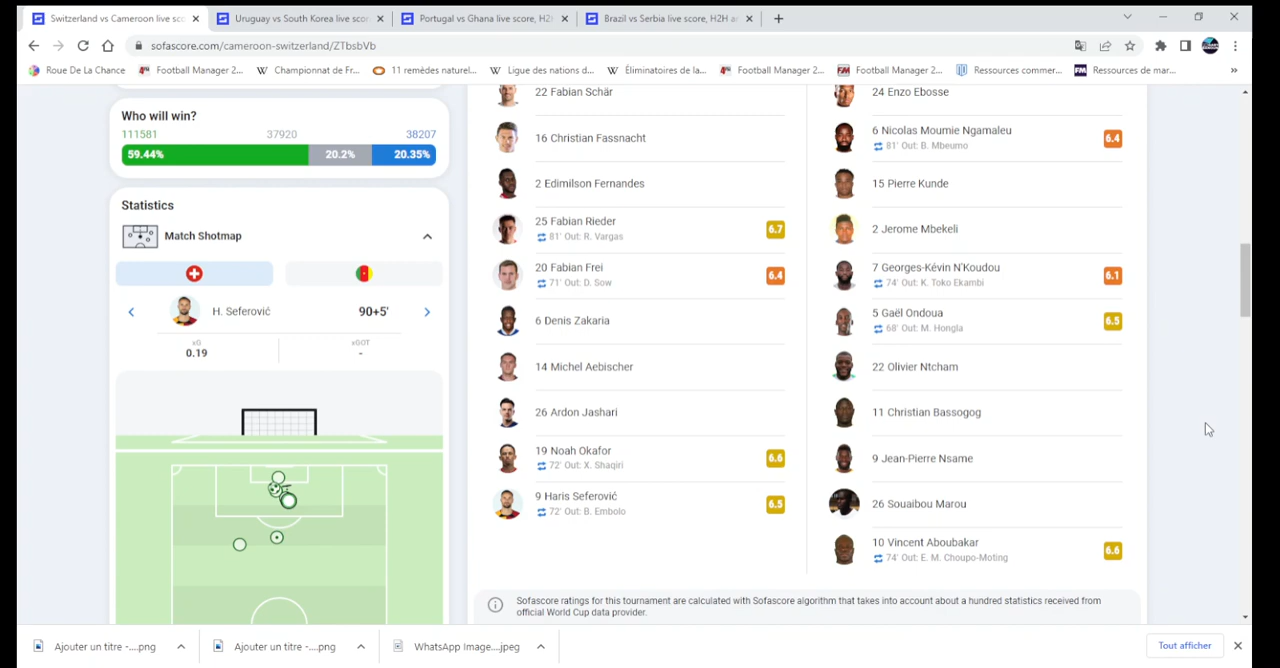 Switzerland vs Cameroon live sco
Uruguay vs South Korea live scor
Portugal vs Ghana live score, H2H
Brazil vs Serbia live score, H2H a
sofascore.com/cameroon-switzerland/ZTbsbVb
Roue De La Chance
Football Manager 2...
Championat de Fr...
11 remèdes naturel...
Ligue des nations d...
Éliminatoires de la...
Football Manager 2...
Football Manager 2...
Ressources commer...
Ressources de mar...
»
Who will win?
111581 37920 38207
59.44% 20.2% 20.35%
Statistics
Match Shotmap
H. Seferović 90+5'
xG xGOT
0.19 -
22 Fabian Schär
16 Christian Fassnacht
2 Edimilson Fernandes
25 Fabian Rieder
81' Out: R. Vargas
6.7
20 Fabian Frei
71' Out: D. Sow
6.4
6 Denis Zakaria
14 Michel Aebischer
26 Ardon Jashari
19 Noah Okafor
72' Out: X. Shaqiri
6.6
9 Haris Seferović
72' Out: B. Embolo
6.5
24 Enzo Ebosse
6 Nicolas Moumie Ngamaleu
81' Out: B. Mbeumo
6.4
15 Pierre Kunde
2 Jerome Mbekeli
7 Georges-Kévin N'Koudou
74' Out: K. Toko Ekambi
6.1
5 Gaël Ondoua
68' Out: M. Hongla
6.5
22 Olivier Ntcham
11 Christian Bassogog
9 Jean-Pierre Nsame
26 Souaibou Marou
10 Vincent Aboubakar
74' Out: E. M. Choupo-Moting
6.6
Sofascore ratings for this tournament are calculated with Sofascore algorithm that takes into account about a hundred statistics received from
official World Cup data provider.
Ajouter un titre -....png
Ajouter un titre -....png
WhatsApp Image....jpeg
Tout afficher